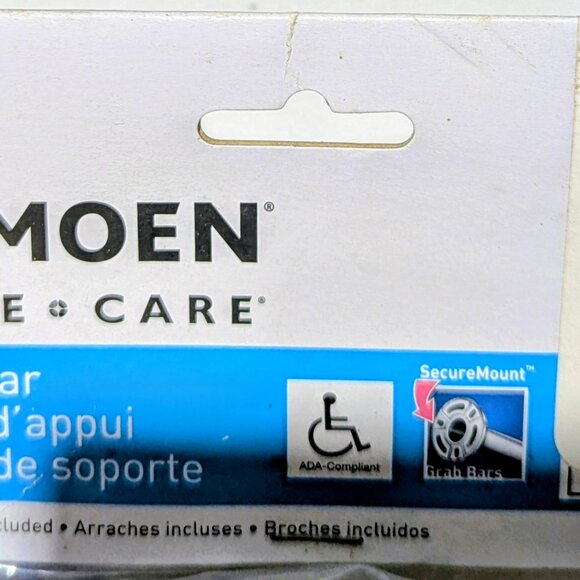 MOEN®
E CARE®
ar
d'appui
de soporte
ADA-Compliant
SecureMount™
Grab Bars
cluded • Arraches incluses • Broches incluidos